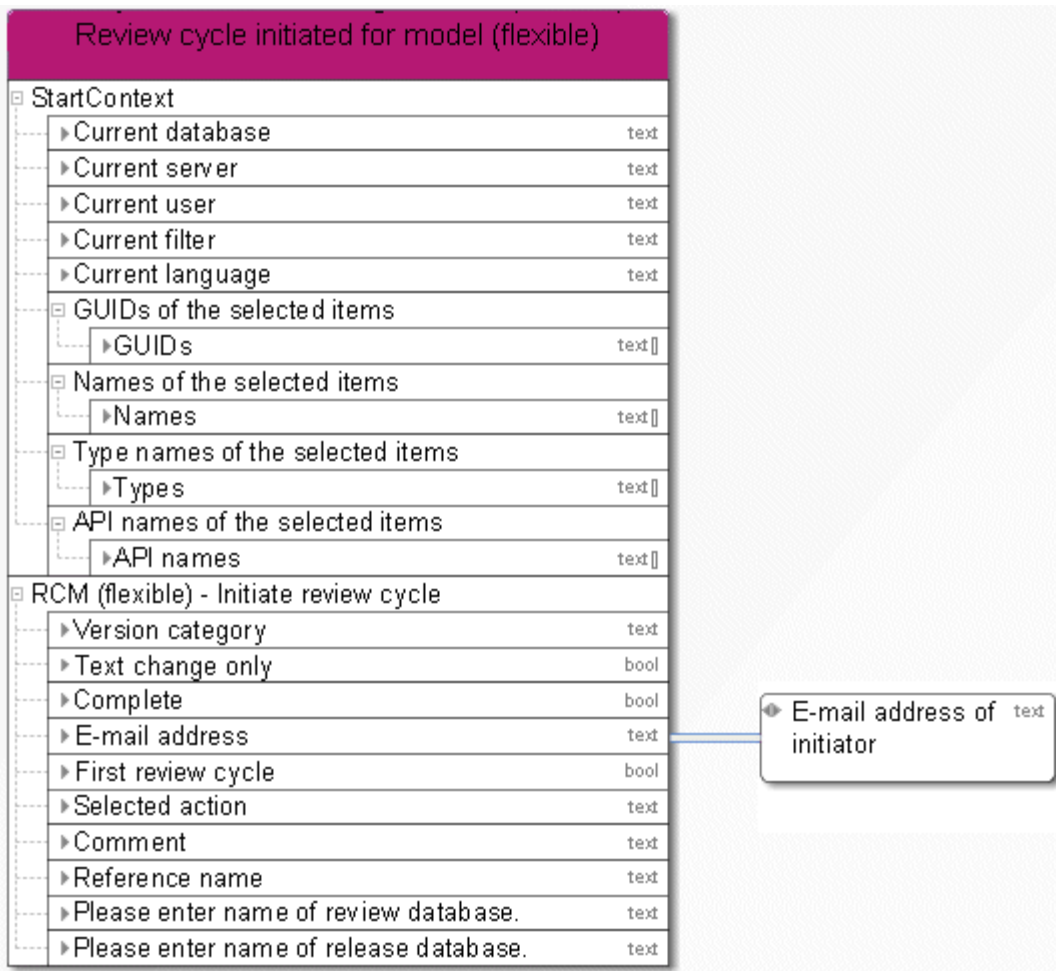 Review cycle initiated for model (flexible)
StartContext
Current database text
Current server text
Current user text
Current filter text
Current language text
GUIDs of the selected items
GUIDs text[]
Names of the selected items
Names text[]
Type names of the selected items
Types text[]
API names of the selected items
API names text[]
RCM (flexible) - Initiate review cycle
Version category text
Text change only bool
Complete bool
E-mail address text
First review cycle bool
Selected action text
Comment text
Reference name text
Please enter name of review database. text
Please enter name of release database. text
E-mail address of text
initiator